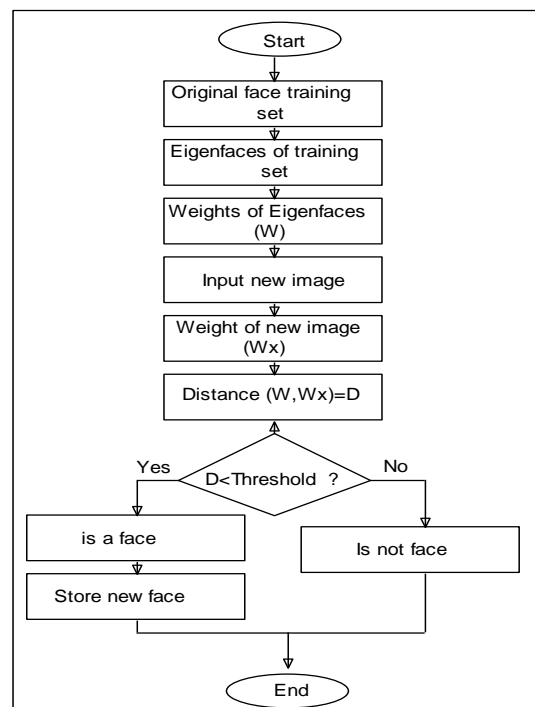 Start
Original face training
set
Eigenfaces of training
set
Weights of Eigenfaces
(W)
Input new image
Weight of new image
(Wx)
Distance (W,Wx)=D
Yes
No
D<Threshold ?
is a face
Is not face
Store new face
End